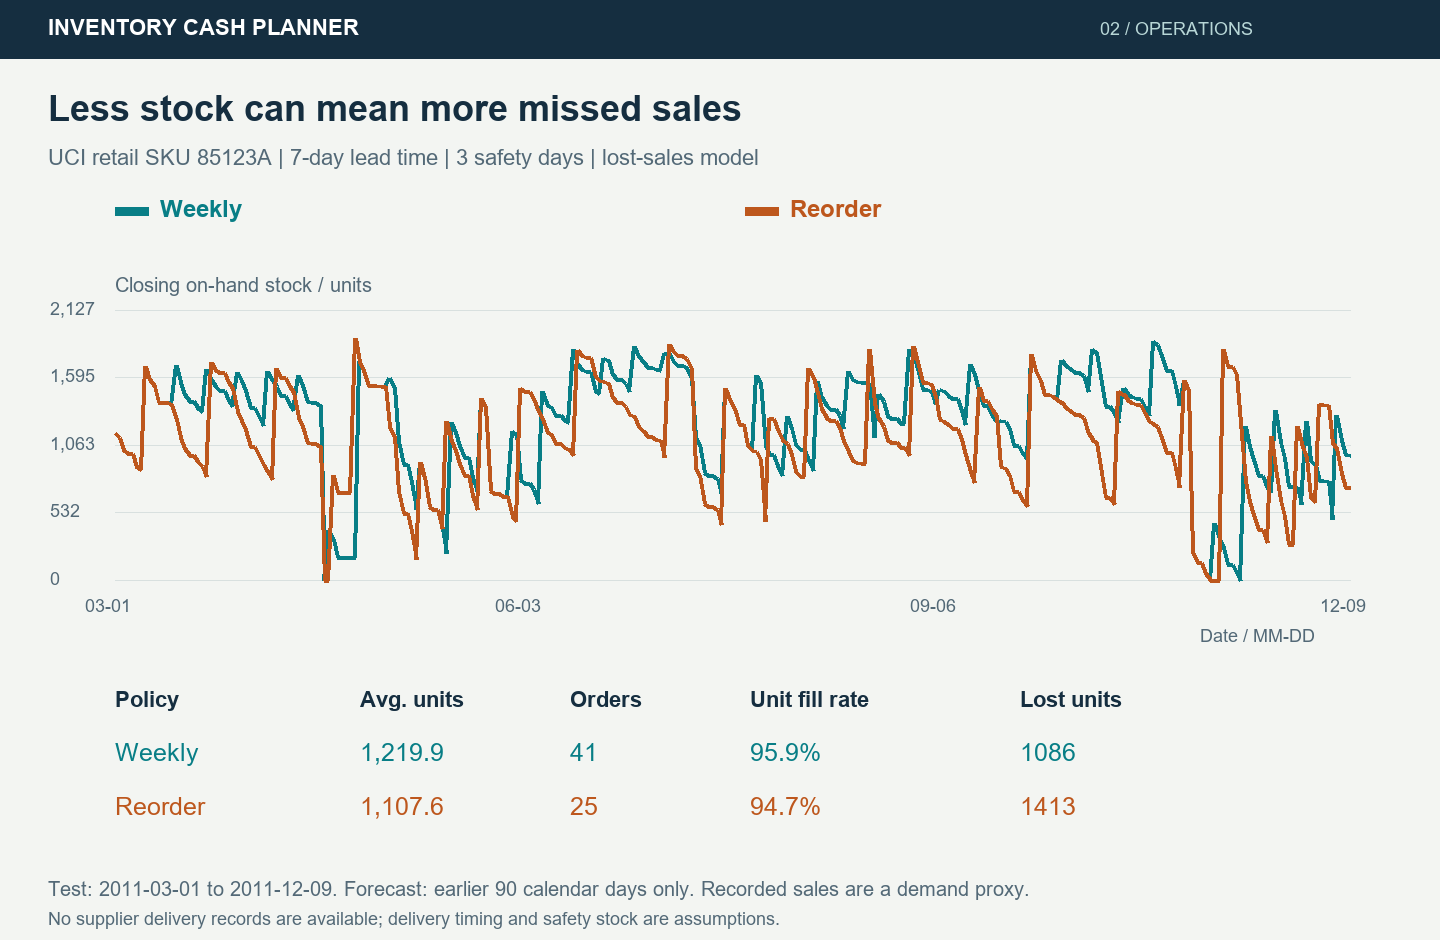 INVENTORY CASH PLANNER
02 / OPERATIONS
Less stock can mean more missed sales
UCI retail SKU 85123A | 7-day lead time | 3 safety days | lost-sales model
Weekly
Reorder
Closing on-hand stock / units
2,127
1,595
1,063
532
0
03-01 06-03 09-06 12-09
Date / MM-DD
Policy Avg. units Orders Unit fill rate Lost units
Weekly 1,219.9 41 95.9% 1086
Reorder 1,107.6 25 94.7% 1413
Test: 2011-03-01 to 2011-12-09. Forecast: earlier 90 calendar days only. Recorded sales are a demand proxy.
No supplier delivery records are available; delivery timing and safety stock are assumptions.